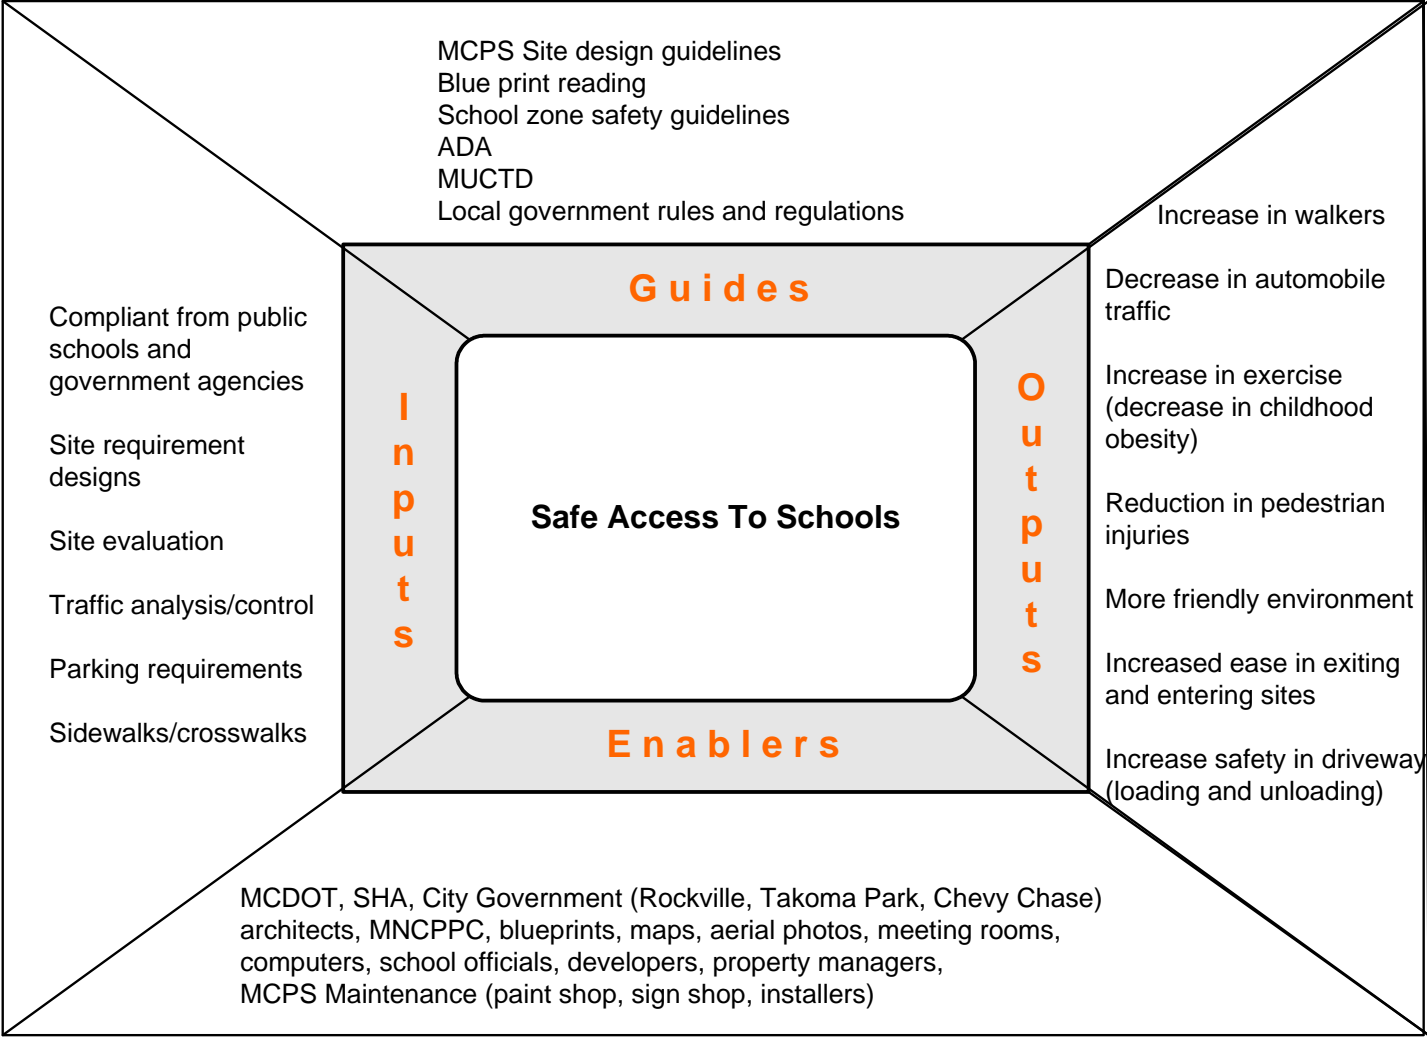 MCPS Site design guidelines
Blue print reading
School zone safety guidelines
ADA
MUCTD
Local government rules and regulations
Guides
Compliant from public
schools and
government agencies
Site requirement
designs
Site evaluation
Traffic analysis/control
Parking requirements
Sidewalks/crosswalks
Inputs
Safe Access To Schools
Outputs
Increase in walkers
Decrease in automobile
traffic
Increase in exercise
(decrease in childhood
obesity)
Reduction in pedestrian
injuries
More friendly environment
Increased ease in exiting
and entering sites
Increase safety in driveway
(loading and unloading)
Enablers
MCDOT, SHA, City Government (Rockville, Takoma Park, Chevy Chase)
architects, MNCPPC, blueprints, maps, aerial photos, meeting rooms,
computers, school officials, developers, property managers,
MCPS Maintenance (paint shop, sign shop, installers)